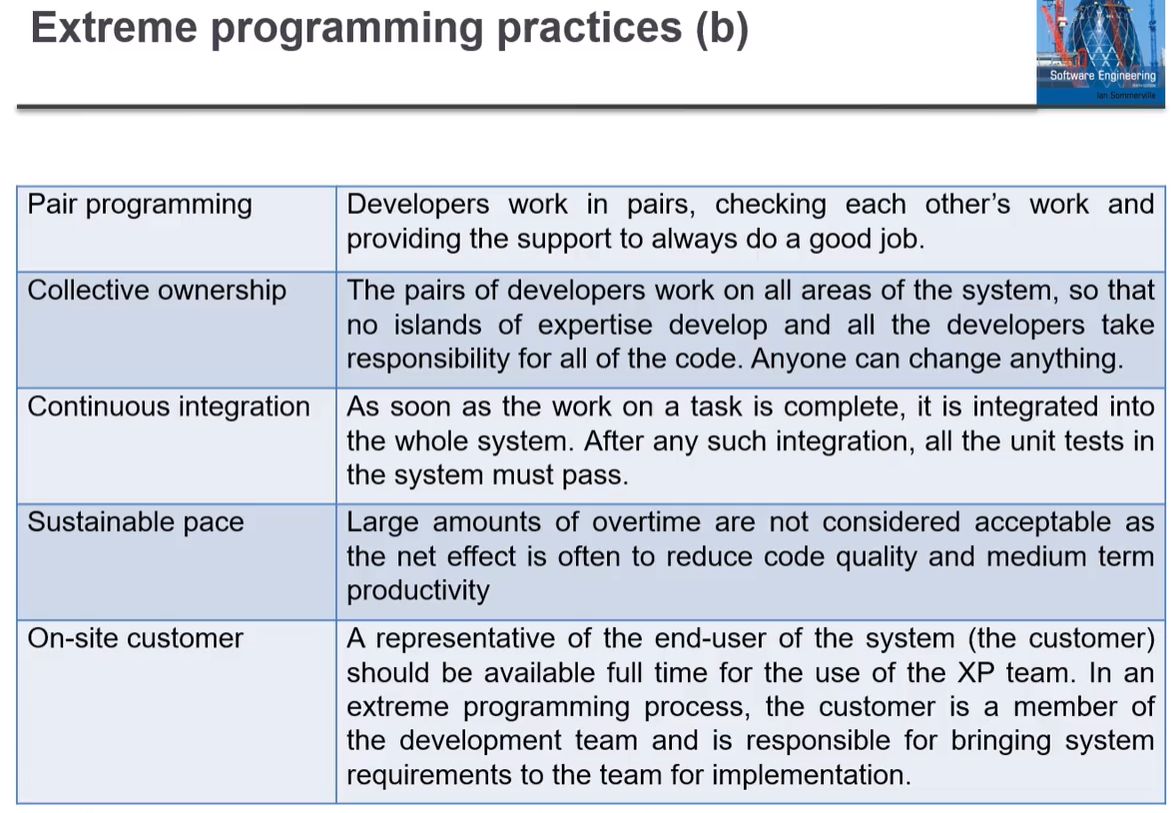 Extreme programming practices (b)
Software Engineering
Ian Sommerville
Pair programming
Developers work in pairs, checking each other’s work and
providing the support to always do a good job.
Collective ownership
The pairs of developers work on all areas of the system, so that
no islands of expertise develop and all the developers take
responsibility for all of the code. Anyone can change anything.
Continuous integration
As soon as the work on a task is complete, it is integrated into
the whole system. After any such integration, all the unit tests in
the system must pass.
Sustainable pace
Large amounts of overtime are not considered acceptable as
the net effect is often to reduce code quality and medium term
productivity
On-site customer
A representative of the end-user of the system (the customer)
should be available full time for the use of the XP team. In an
extreme programming process, the customer is a member of
the development team and is responsible for bringing system
requirements to the team for implementation.